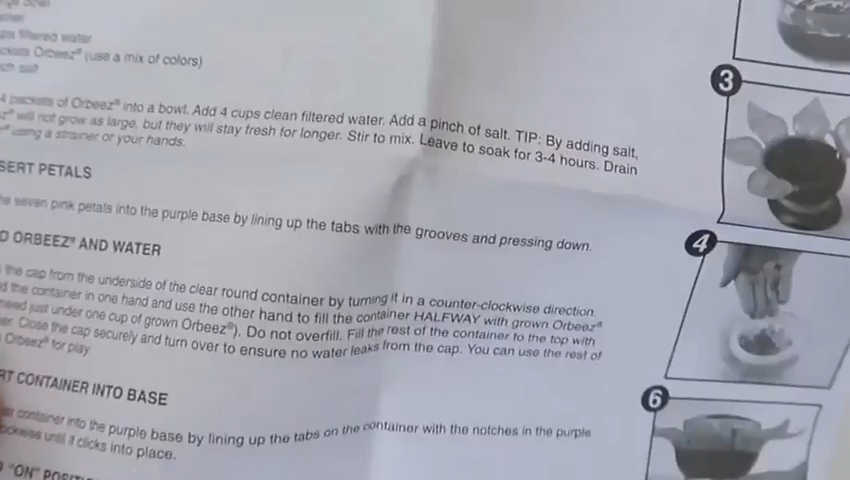 filtered water
Orbeez® (use a mix of colors)
salt
4 packets of Orbeez® into a bowl. Add 4 cups clean filtered water. Add a pinch of salt. TIP: By adding salt,
will not grow as large, but they will stay fresh for longer. Stir to mix. Leave to soak for 3-4 hours. Drain
using a strainer or your hands.
3
PETALS
seven pink petals into the purple base by lining up the tabs with the grooves and pressing down.
ORBEEZ® AND WATER
4
the cap from the underside of the clear round container by turning it in a counter-clockwise direction.
the container in one hand and use the other hand to fill the container HALFWAY with grown Orbeez®
need just under one cup of grown Orbeez®). Do not overfill. Fill the rest of the container to the top with
Close the cap securely and turn over to ensure no water leaks from the cap. You can use the rest of
Orbeez® for play.
CONTAINER INTO BASE
6
container into the purple base by lining up the tabs on the container with the notches in the purple
until it clicks into place.
"ON"